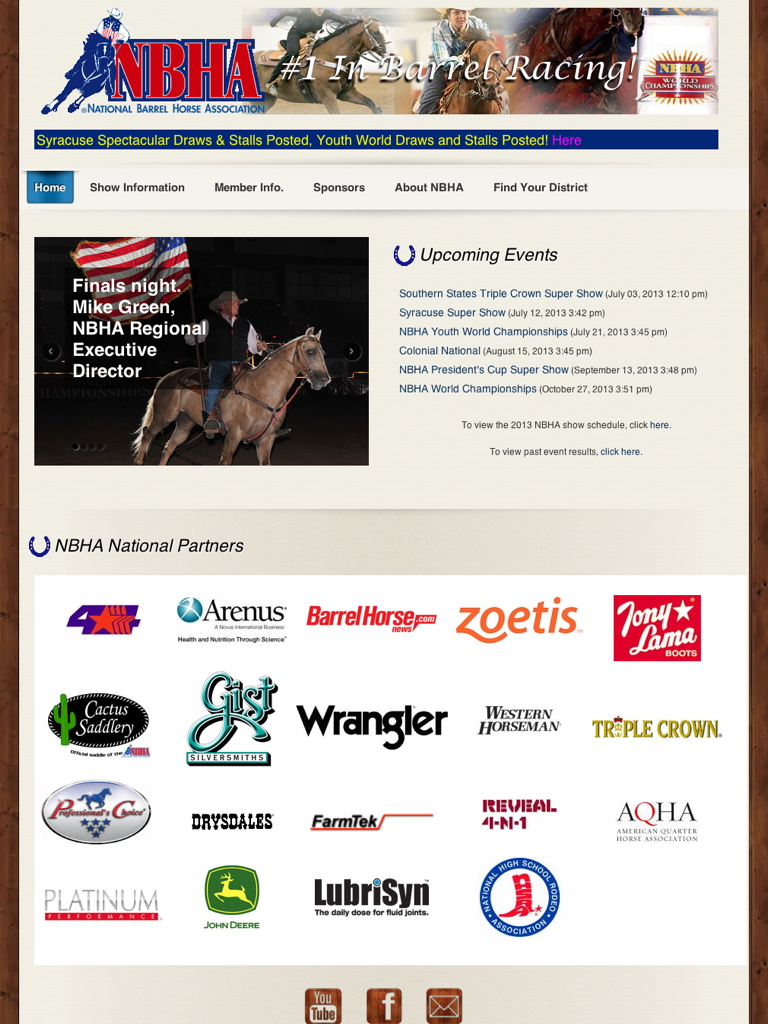 NBHA
®NATIONAL BARREL HORSE ASSOCIATION
#1 In Barrel Racing!
NBHA
WORLD
CHAMPIONSHIPS
Syracuse Spectacular Draws & Stalls Posted, Youth World Draws and Stalls Posted! Here
Home Show Information Member Info. Sponsors About NBHA Find Your District
Finals night.
Mike Green,
NBHA Regional
Executive
Director
Upcoming Events
Southern States Triple Crown Super Show (July 03, 2013 12:10 pm)
Syracuse Super Show (July 12, 2013 3:42 pm)
NBHA Youth World Championships (July 21, 2013 3:45 pm)
Colonial National (August 15, 2013 3:45 pm)
NBHA President's Cup Super Show (September 13, 2013 3:48 pm)
NBHA World Championships (October 27, 2013 3:51 pm)
To view the 2013 NBHA show schedule, click here.
To view past event results, click here.
NBHA National Partners
Arenus
A Novus International Business
Health and Nutrition Through Science™
BarrelHorse.com
news
zoetis™
Tony
Lama
BOOTS
Cactus
Saddlery
Official saddle of the NBHA
Gist
SILVERSMITHS
Wrangler
WESTERN
HORSEMAN
TRIPLE CROWN
Professional's Choice
DRYSDALES
FarmTek
REVEAL
4-N-1
AQHA
AMERICAN QUARTER
HORSE ASSOCIATION
PLATINUM
PERFORMANCE
JOHN DEERE
LubriSyn™
The daily dose for fluid joints.
NATIONAL HIGH SCHOOL RODEO
ASSOCIATION
You
Tube
f